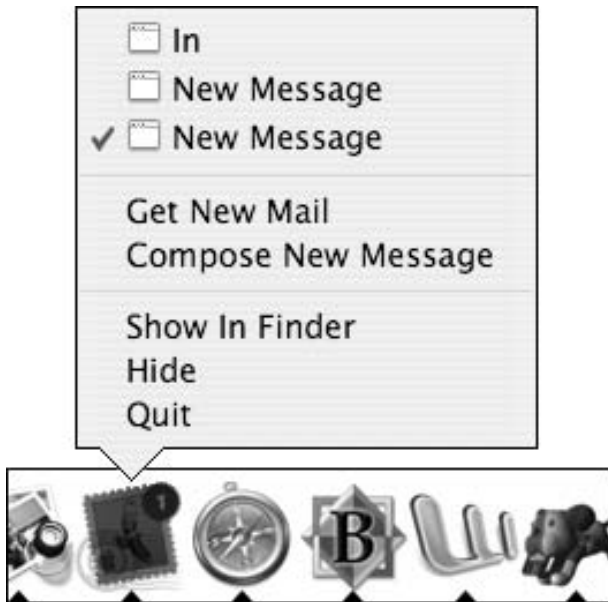 In
New Message
New Message
Get New Mail
Compose New Message
Show In Finder
Hide
Quit
1
B